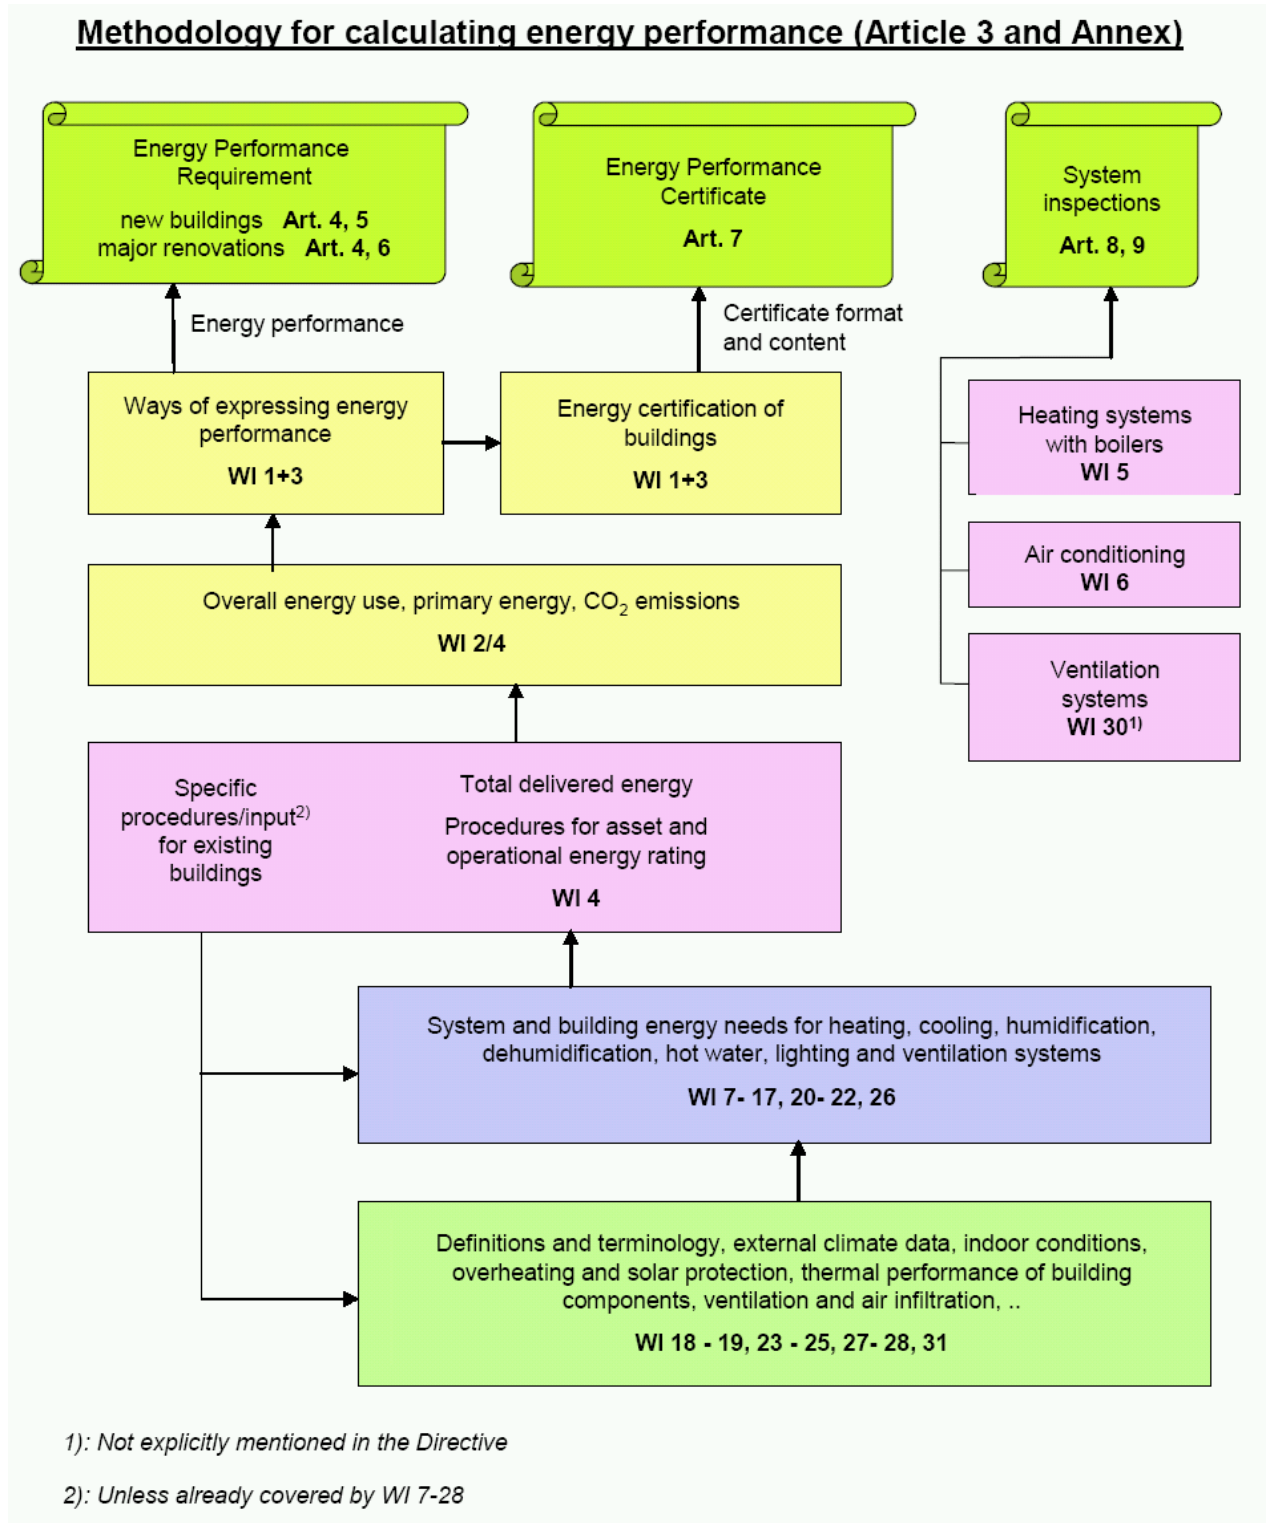 Methodology for calculating energy performance (Article 3 and Annex)
Energy Performance
Requirement
new buildings Art. 4, 5
major renovations Art. 4, 6
Energy Performance
Certificate
Art. 7
System
inspections
Art. 8, 9
Energy performance
Certificate format
and content
Ways of expressing energy
performance
WI 1+3
Energy certification of
buildings
WI 1+3
Heating systems
with boilers
WI 5
Air conditioning
WI 6
Ventilation
systems
WI 30¹⁾
Overall energy use, primary energy, CO₂ emissions
WI 2/4
Specific
procedures/input²⁾
for existing
buildings
Total delivered energy
Procedures for asset and
operational energy rating
WI 4
System and building energy needs for heating, cooling, humidification,
dehumidification, hot water, lighting and ventilation systems
WI 7- 17, 20- 22, 26
Definitions and terminology, external climate data, indoor conditions,
overheating and solar protection, thermal performance of building
components, ventilation and air infiltration, ..
WI 18 - 19, 23 - 25, 27- 28, 31
1): Not explicitly mentioned in the Directive
2): Unless already covered by WI 7-28